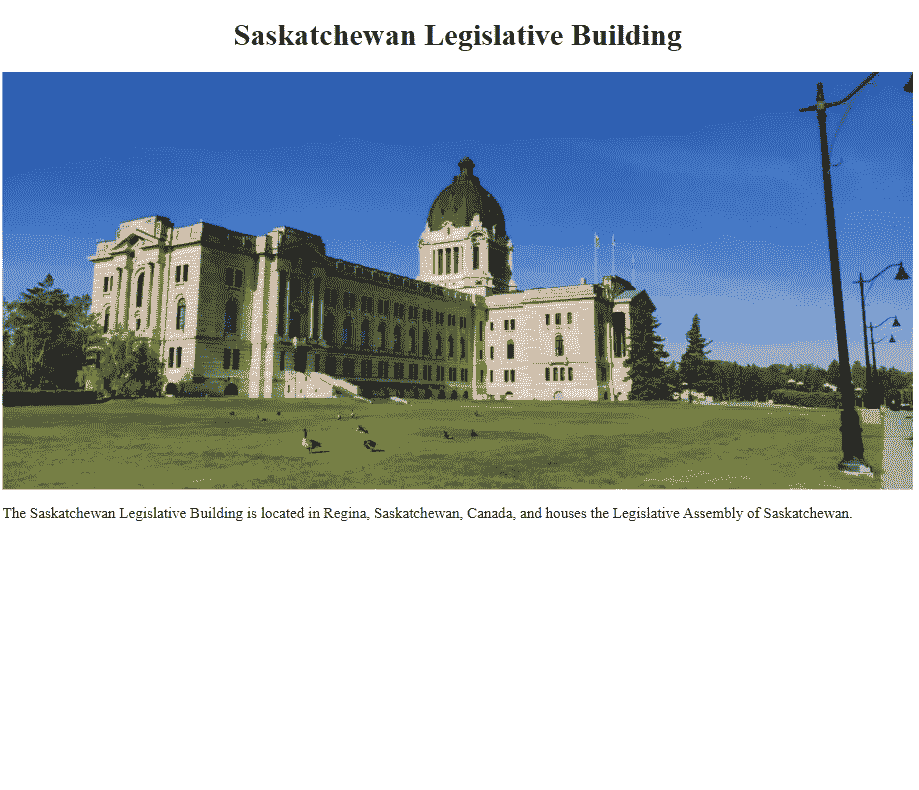 Saskatchewan Legislative Building
The Saskatchewan Legislative Building is located in Regina, Saskatchewan, Canada, and houses the Legislative Assembly of Saskatchewan.